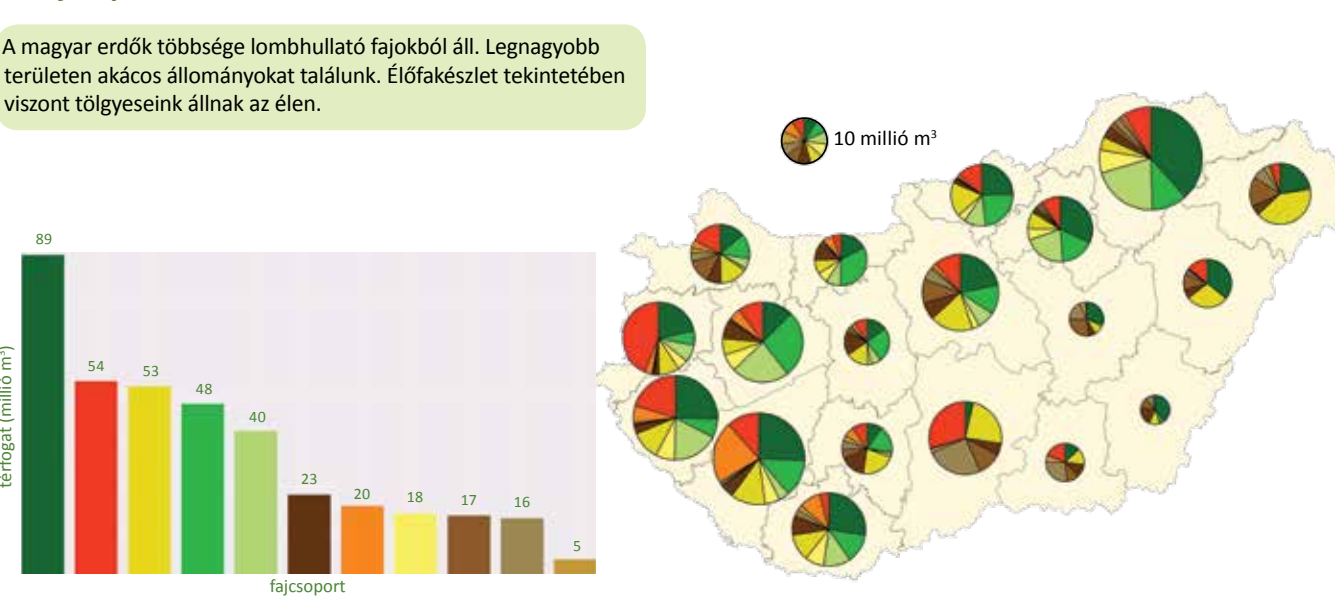 A magyar erdők többsége lombhullató fajokból áll. Legnagyobb
területen akácos állományokat találunk. Élőfakészlet tekintetében
viszont tölgyeseink állnak az élen.
10 millió m³
89
54
53
48
40
23
20
18
17
16
5
térfogat (millió m³)
fajcsoport